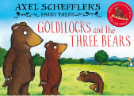 AXEL SCHEFFLER'S
FAIRY TALES
GOLDILOCKS AND
THE THREE BEARS